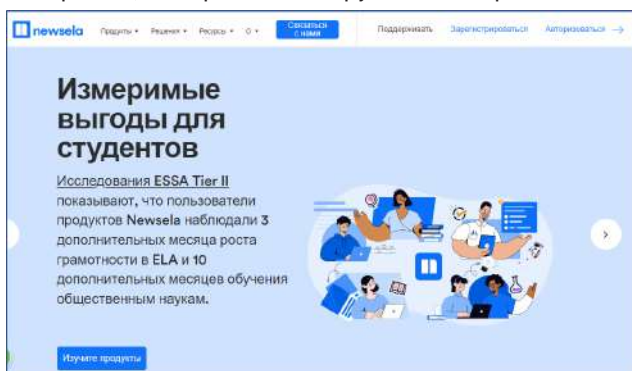 newsela Продукты Решения Ресурсы О Связаться с нами Поддерживать Зарегистрироваться Авторизоваться
Измеримые
выгоды для
студентов
Исследования ESSA Tier II
показывают, что пользователи
продуктов Newsela наблюдали 3
дополнительных месяца роста
грамотности в ELA и 10
дополнительных месяцев обучения
общественным наукам.
Изучите продукты